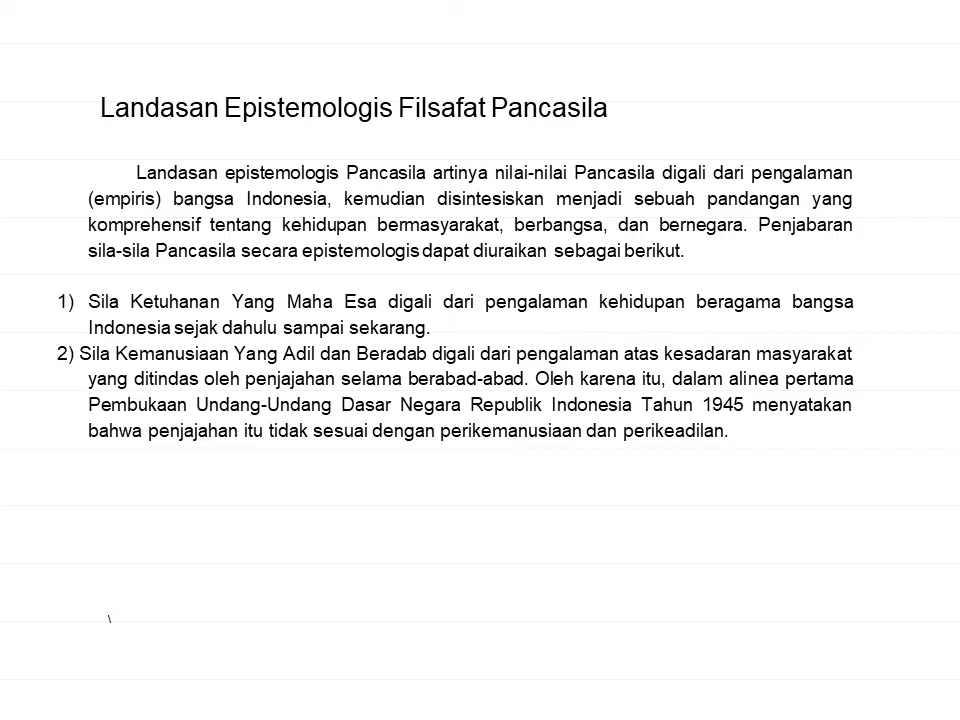 Landasan Epistemologis Filsafat Pancasila
Landasan epistemologis Pancasila artinya nilai-nilai Pancasila digali dari pengalaman
(empiris) bangsa Indonesia, kemudian disintesiskan menjadi sebuah pandangan yang
komprehensif tentang kehidupan bermasyarakat, berbangsa, dan bernegara. Penjabaran
sila-sila Pancasila secara epistemologis dapat diuraikan sebagai berikut.
1) Sila Ketuhanan Yang Maha Esa digali dari pengalaman kehidupan beragama bangsa
Indonesia sejak dahulu sampai sekarang.
2) Sila Kemanusiaan Yang Adil dan Beradab digali dari pengalaman atas kesadaran masyarakat
yang ditindas oleh penjajahan selama berabad-abad. Oleh karena itu, dalam alinea pertama
Pembukaan Undang-Undang Dasar Negara Republik Indonesia Tahun 1945 menyatakan
bahwa penjajahan itu tidak sesuai dengan perikemanusiaan dan perikeadilan.
\